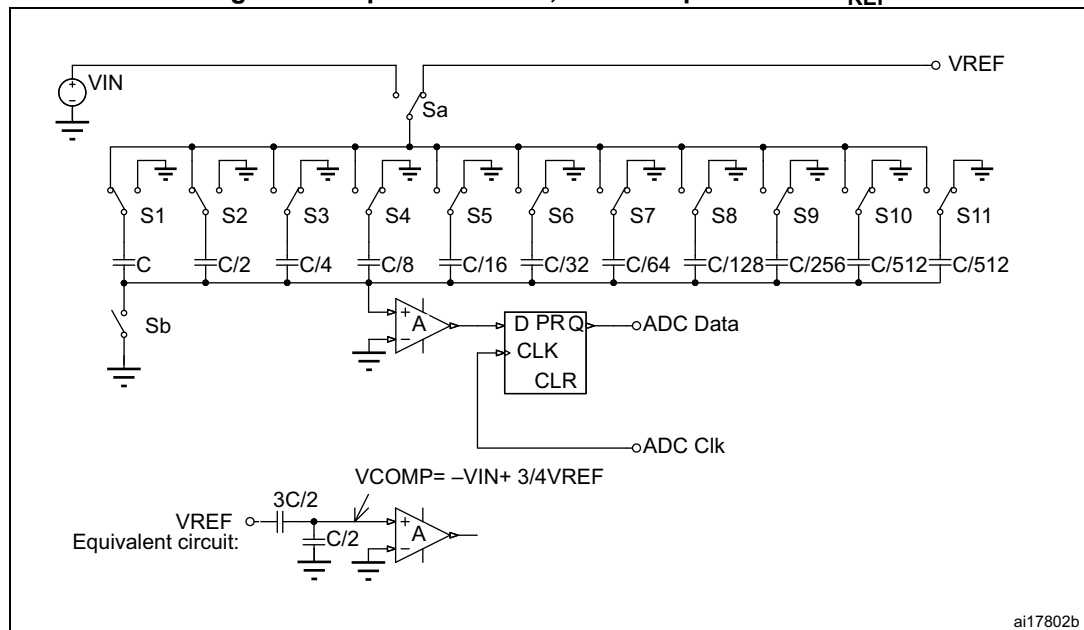 VIN
VREF
Sa
S1 S2 S3 S4 S5 S6 S7 S8 S9 S10 S11
C C/2 C/4 C/8 C/16 C/32 C/64 C/128 C/256 C/512 C/512
Sb
+ A −
D PR Q
ADC Data
CLK
CLR
ADC Clk
VCOMP= –VIN+ 3/4VREF
3C/2
VREF
+ A −
C/2
Equivalent circuit:
ai17802b